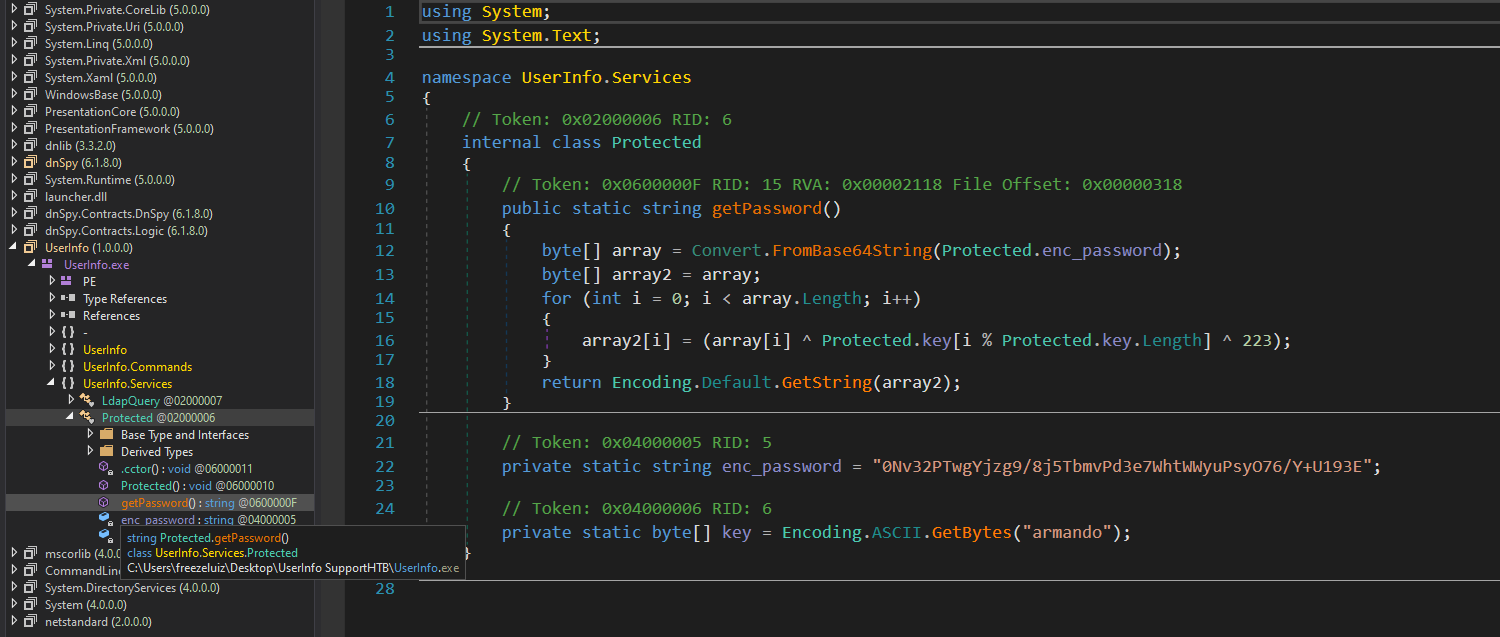 System.Private.CoreLib (5.0.0.0)
System.Private.Uri (5.0.0.0)
System.Linq (5.0.0.0)
System.Private.Xml (5.0.0.0)
System.Xaml (5.0.0.0)
WindowsBase (5.0.0.0)
PresentationCore (5.0.0.0)
PresentationFramework (5.0.0.0)
dnlib (3.3.2.0)
dnSpy (6.1.8.0)
System.Runtime (5.0.0.0)
launcher.dll
dnSpy.Contracts.DnSpy (6.1.8.0)
dnSpy.Contracts.Logic (6.1.8.0)
UserInfo (1.0.0.0)
UserInfo.exe
PE
Type References
References
{ } -
{ } UserInfo
{ } UserInfo.Commands
{ } UserInfo.Services
LdapQuery @02000007
Protected @02000006
Base Type and Interfaces
Derived Types
.cctor() : void @06000011
Protected() : void @06000010
getPassword() : string @0600000F
enc_password : string @04000005
string Protected.getPassword()
class UserInfo.Services.Protected
C:\Users\freezeluiz\Desktop\UserInfo SupportHTB\UserInfo.exe
mscorlib (4.0.0
CommandLine
System.DirectoryServices (4.0.0.0)
System (4.0.0.0)
netstandard (2.0.0.0)
1 using System;
2 using System.Text;
3
4 namespace UserInfo.Services
5 {
6 // Token: 0x02000006 RID: 6
7 internal class Protected
8 {
9 // Token: 0x0600000F RID: 15 RVA: 0x00002118 File Offset: 0x00000318
10 public static string getPassword()
11 {
12 byte[] array = Convert.FromBase64String(Protected.enc_password);
13 byte[] array2 = array;
14 for (int i = 0; i < array.Length; i++)
15 {
16 array2[i] = (array[i] ^ Protected.key[i % Protected.key.Length] ^ 223);
17 }
18 return Encoding.Default.GetString(array2);
19 }
20
21 // Token: 0x04000005 RID: 5
22 private static string enc_password = "0Nv32PTwgYjzg9/8j5TbmvPd3e7WhtWWyuPsyO76/Y+U193E";
23
24 // Token: 0x04000006 RID: 6
private static byte[] key = Encoding.ASCII.GetBytes("armando");
}
28